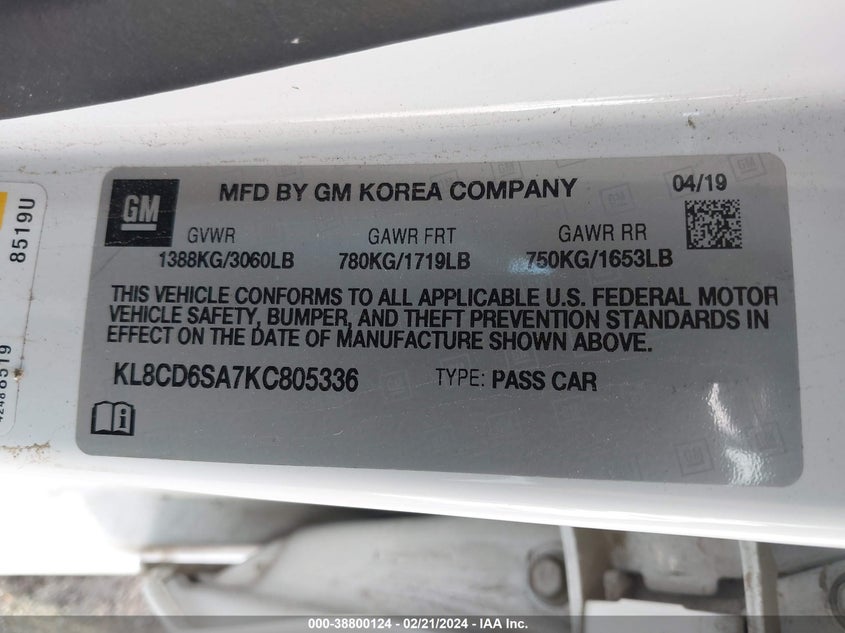 GM
MFD BY GM KOREA COMPANY
04/19
GVWR
GAWR FRT
GAWR RR
1388KG/3060LB
780KG/1719LB
750KG/1653LB
THIS VEHICLE CONFORMS TO ALL APPLICABLE U.S. FEDERAL MOTOR
VEHICLE SAFETY, BUMPER, AND THEFT PREVENTION STANDARDS IN
EFFECT ON THE DATE OF MANUFACTURE SHOWN ABOVE.
KL8CD6SA7KC805336
TYPE: PASS CAR
8519U
000-38800124 / 02/21/2024 - IAA Inc.